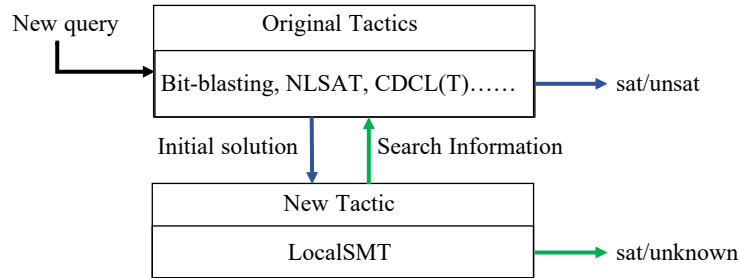 New query
Original Tactics
Bit-blasting, NLSAT, CDCL(T)……
sat/unsat
Initial solution
Search Information
New Tactic
LocalSMT
sat/unknown